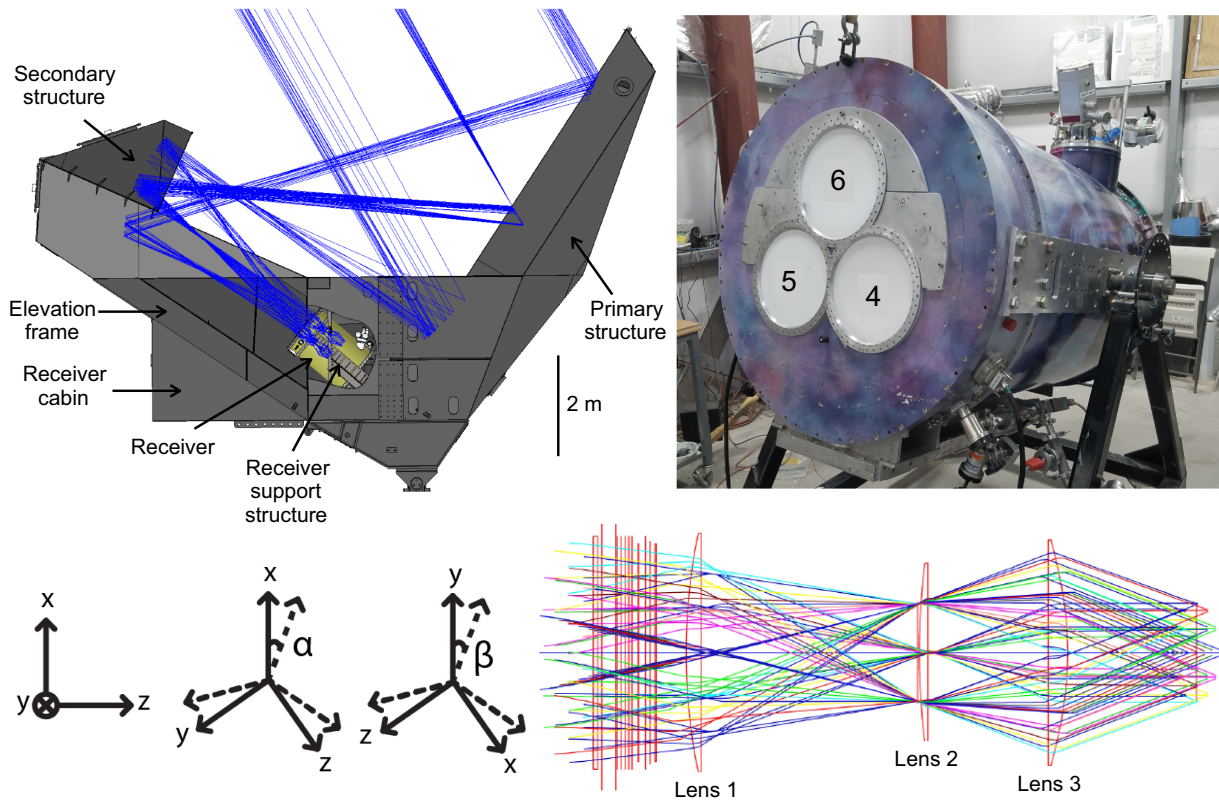 Secondary
structure
Elevation
frame
Receiver
cabin
Receiver
Receiver
support
structure
Primary
structure
2 m
6
5
4
x
y
z
x
α
y
z
y
β
z
x
Lens 1
Lens 2
Lens 3